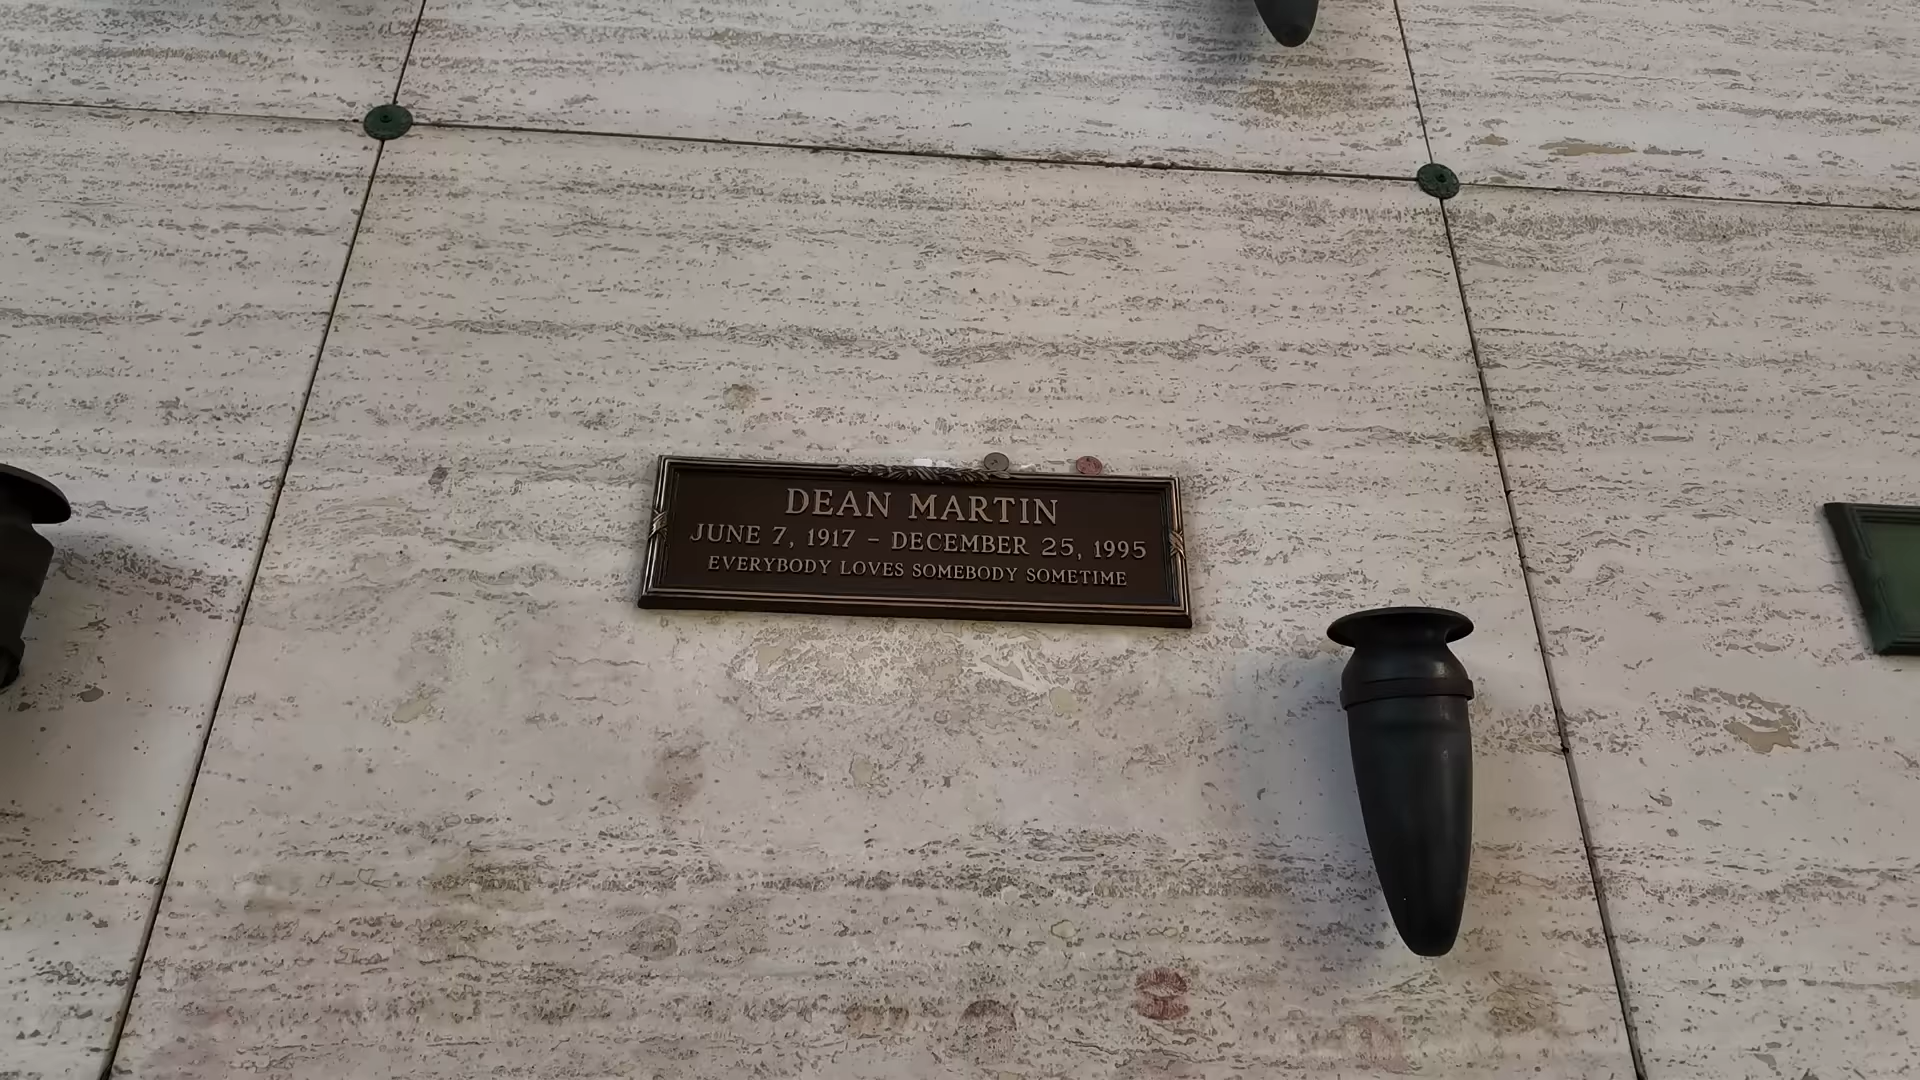 DEAN MARTIN
JUNE 7, 1917 – DECEMBER 25, 1995
EVERYBODY LOVES SOMEBODY SOMETIME